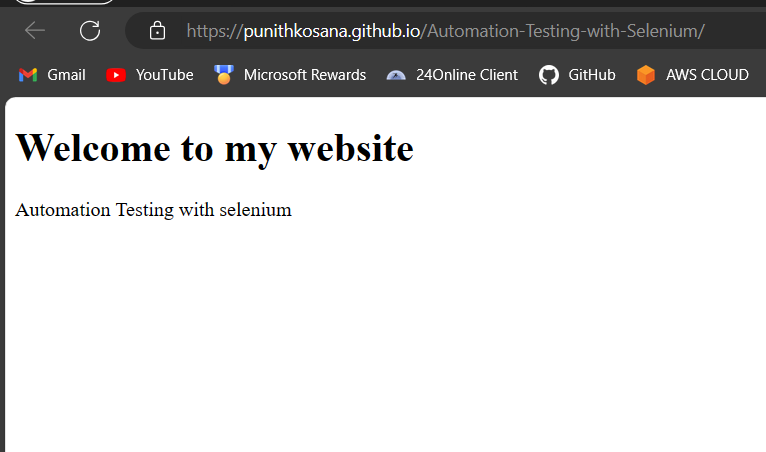 https://punithkosana.github.io/Automation-Testing-with-Selenium/
Gmail YouTube Microsoft Rewards 24Online Client GitHub AWS CLOUD
Welcome to my website
Automation Testing with selenium